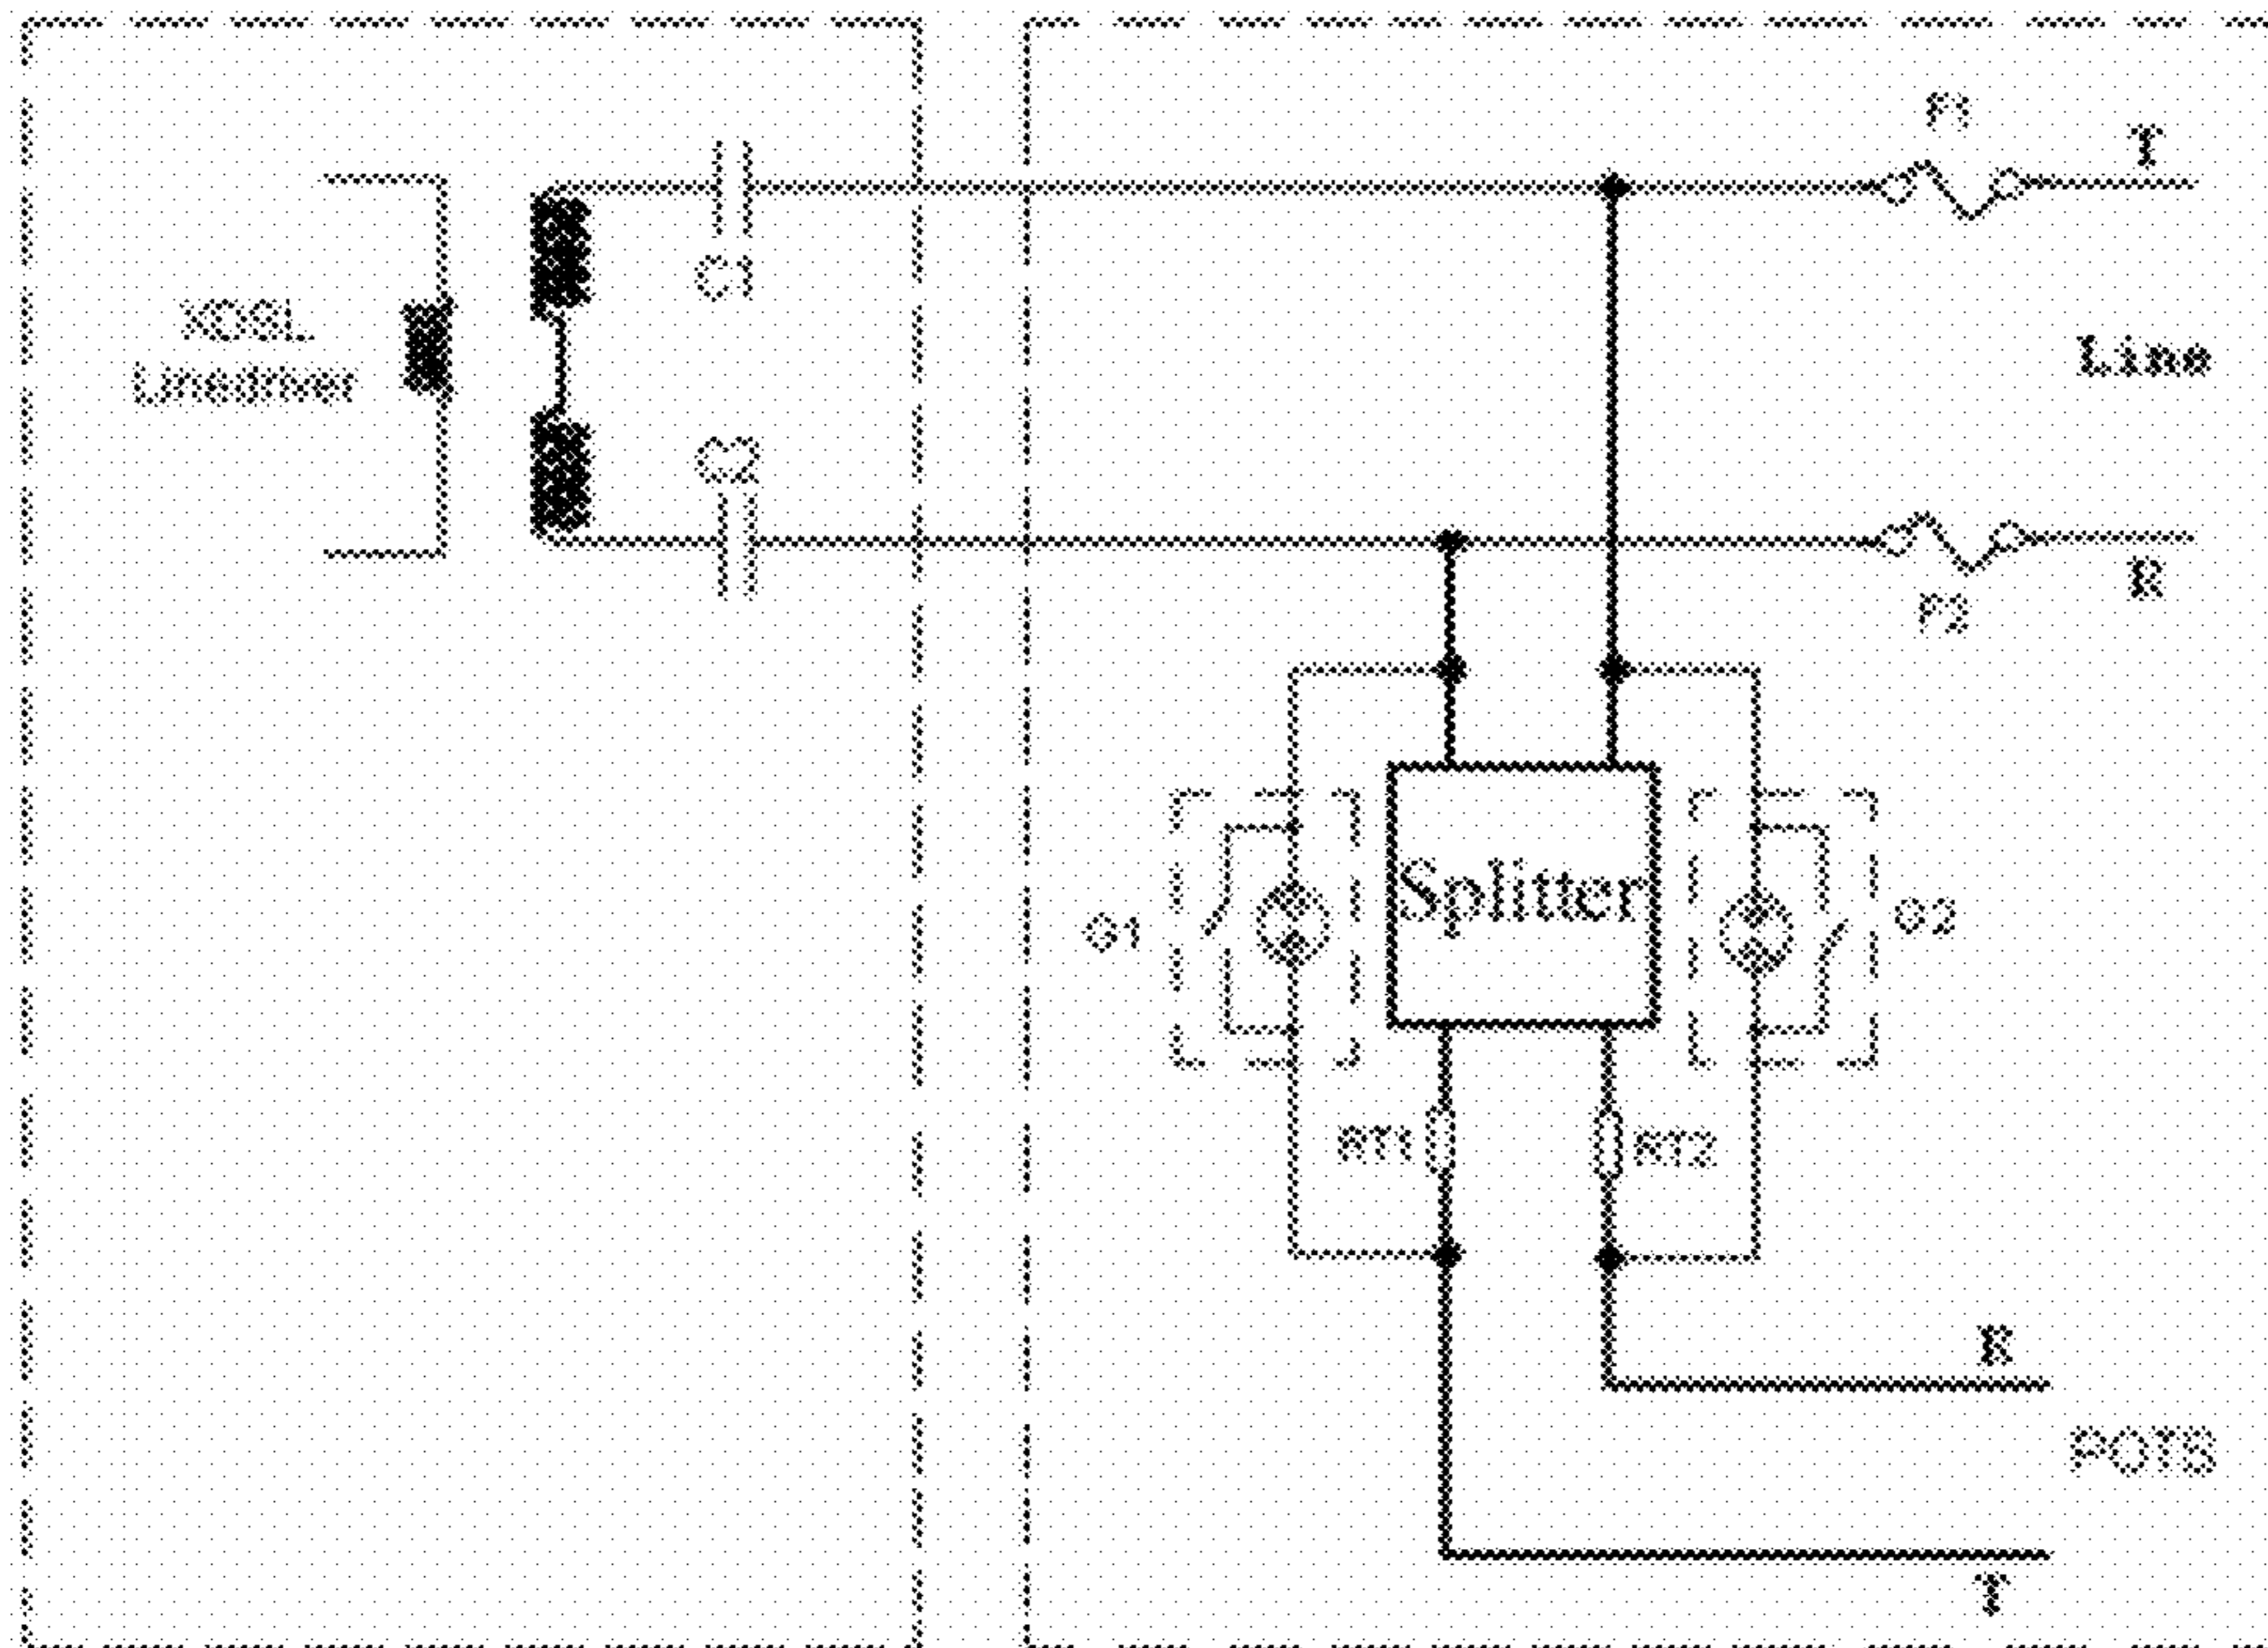 F1
T
C1
XDSL
Linedriver
Line
C2
R
F2
Splitter
G1
G2
RT1
RT2
R
POTS
T